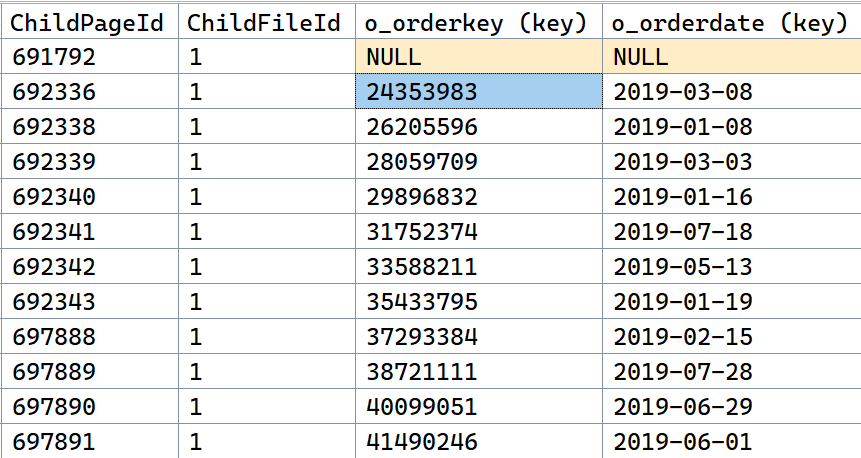 ChildPageId ChildFileId o_orderkey (key) o_orderdate (key)
691792 1 NULL NULL
692336 1 24353983 2019-03-08
692338 1 26205596 2019-01-08
692339 1 28059709 2019-03-03
692340 1 29896832 2019-01-16
692341 1 31752374 2019-07-18
692342 1 33588211 2019-05-13
692343 1 35433795 2019-01-19
697888 1 37293384 2019-02-15
697889 1 38721111 2019-07-28
697890 1 40099051 2019-06-29
697891 1 41490246 2019-06-01